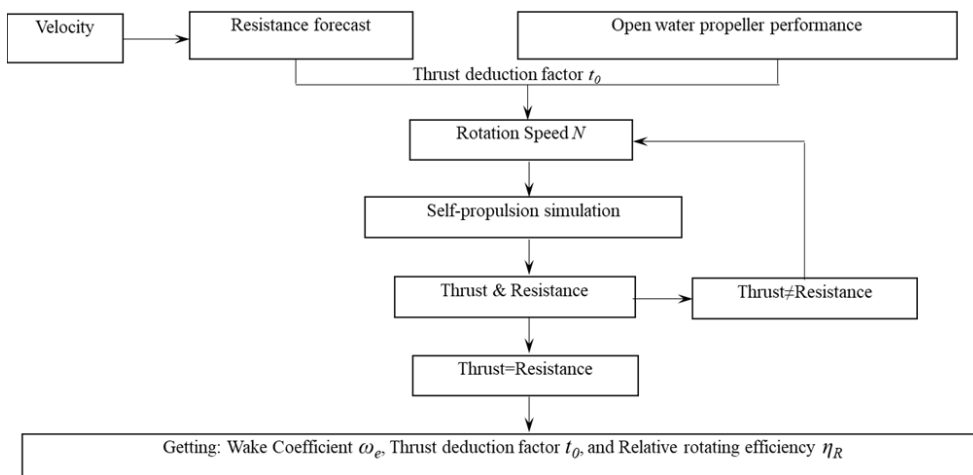 Velocity
Resistance forecast
Open water propeller performance
Thrust deduction factor t₀
Rotation Speed N
Self-propulsion simulation
Thrust & Resistance
Thrust≠Resistance
Thrust=Resistance
Getting: Wake Coefficient ωₑ, Thrust deduction factor t₀, and Relative rotating efficiency η_R